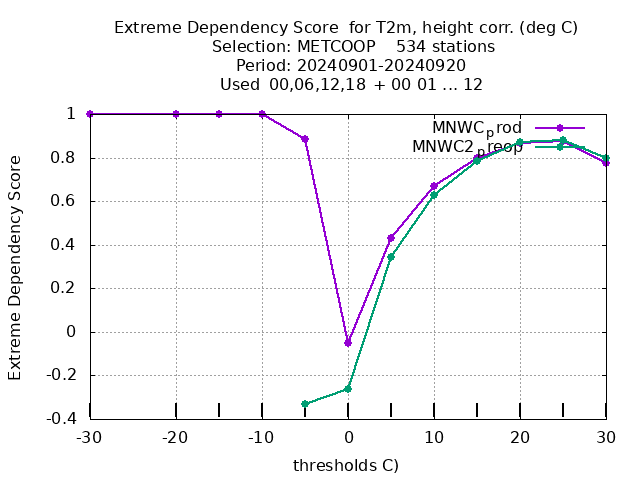 Extreme Dependency Score  for T2m, height corr. (deg C)
Selection: METCOOP    534 stations
Period: 20240901-20240920
Used  00,06,12,18 + 00 01 ... 12
1
0.8
0.6
0.4
0.2
0
-0.2
-0.4
Extreme Dependency Score
MNWCprod
MNWC2preop
-30
-20
-10
0
10
20
30
thresholds C)